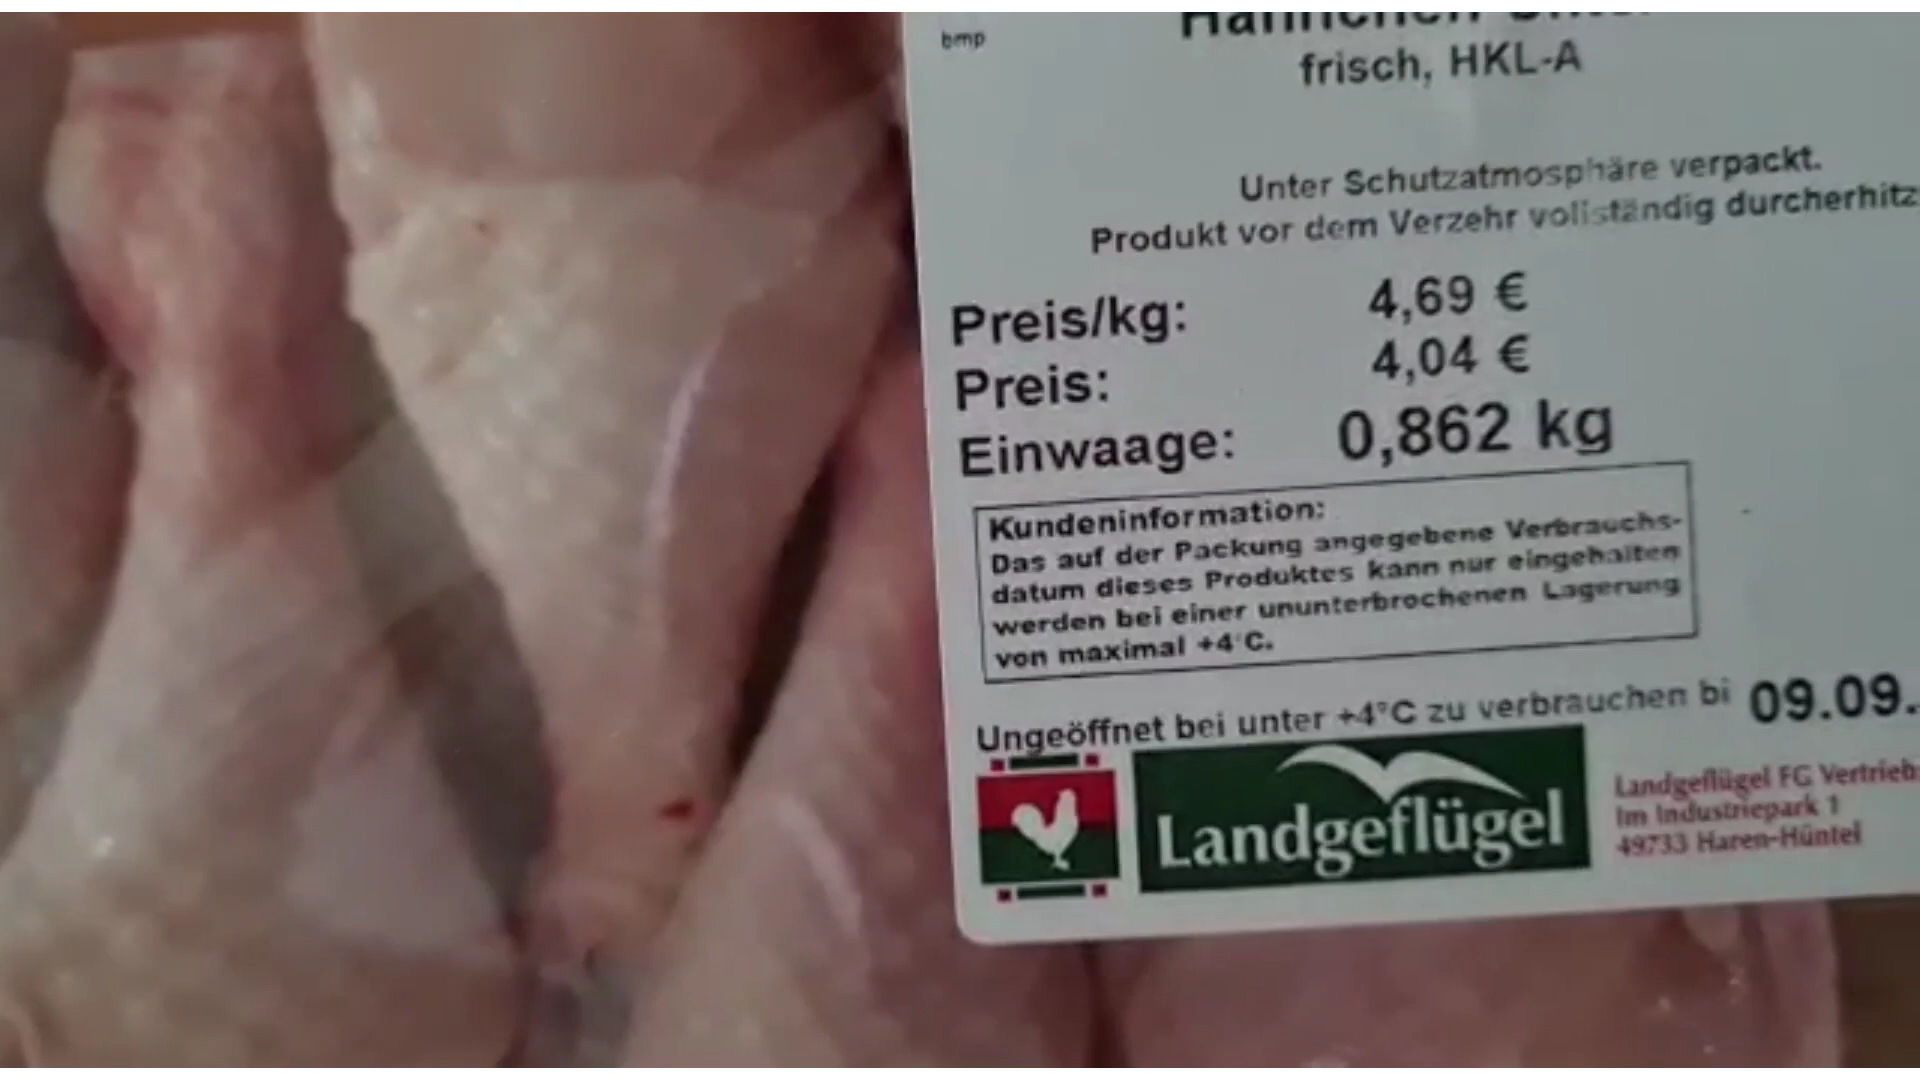 bmp
frisch, HKL-A
Unter Schutzatmosphäre verpackt.
Produkt vor dem Verzehr vollständig durcherhitz
Preis/kg: 4,69 €
Preis: 4,04 €
Einwaage: 0,862 kg
Kundeninformation:
Das auf der Packung angegebene Verbrauchs-
datum dieses Produktes kann nur eingehalten
werden bei einer ununterbrochenen Lagerung
von maximal +4°C.
Ungeöffnet bei unter +4°C zu verbrauchen bi 09.09.
Landgeflügel
Landgeflügel FG Vertrieb
Im Industriepark 1
49733 Haren-Hüntel